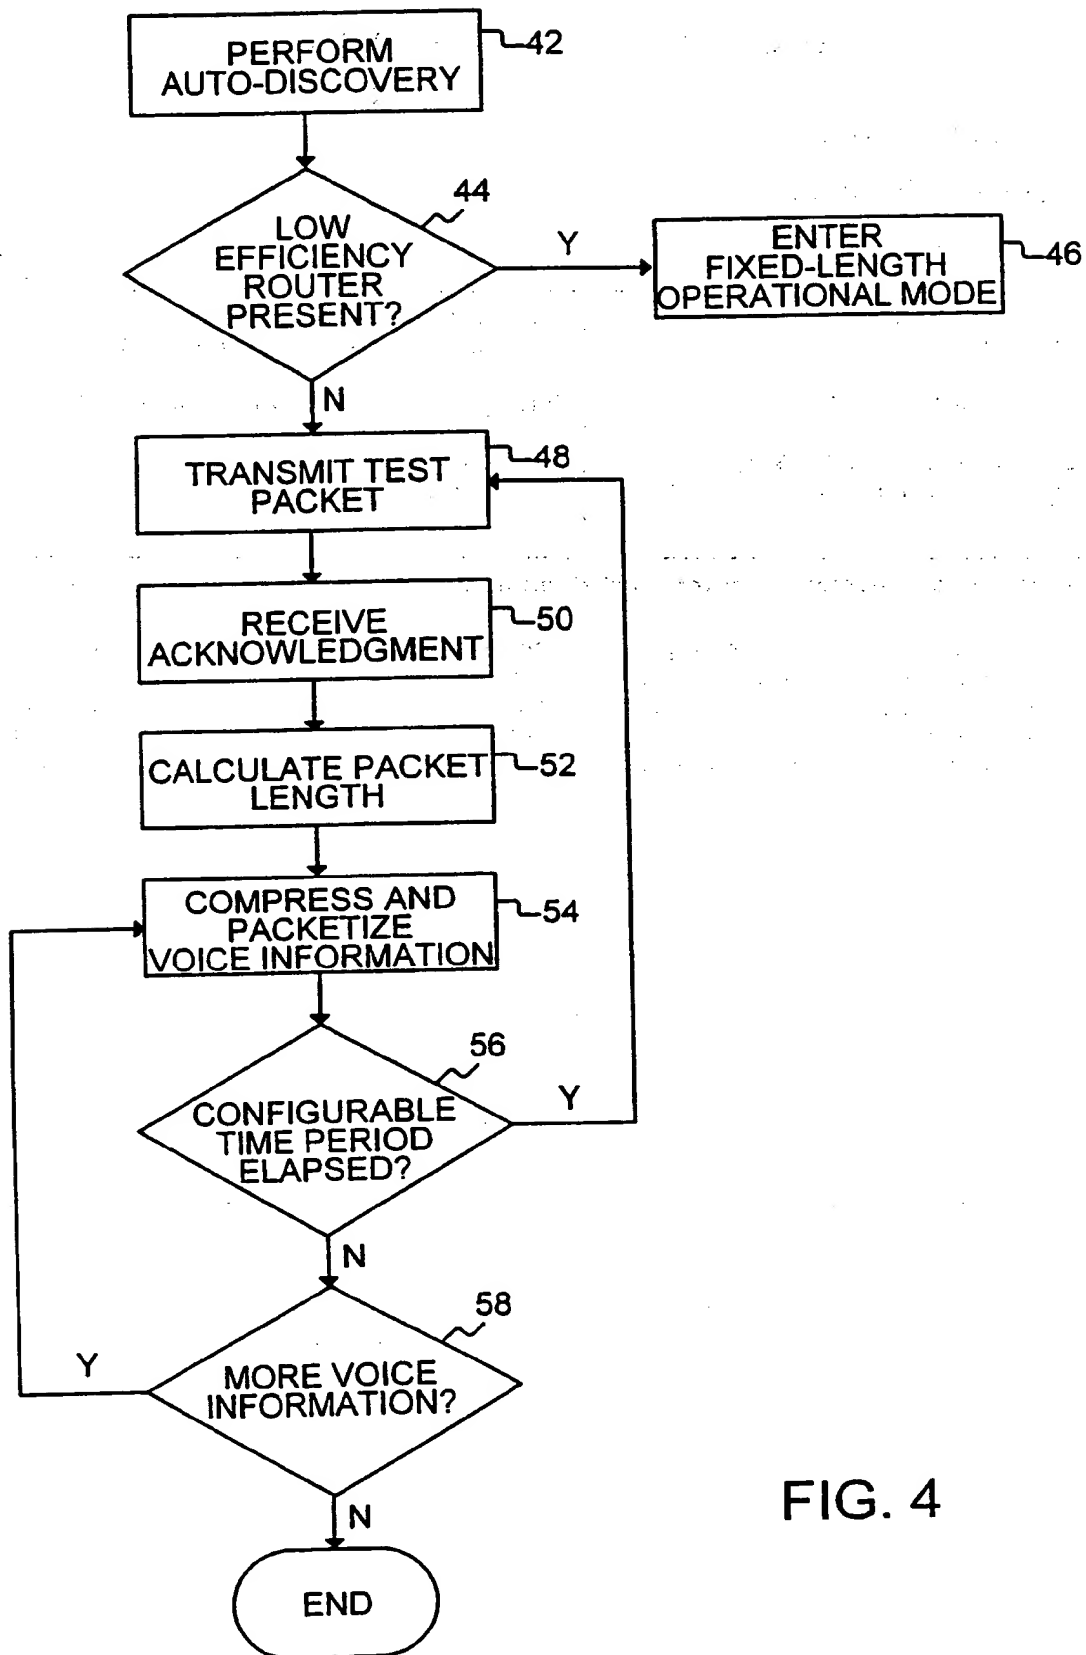 PERFORM
AUTO-DISCOVERY
42
44
LOW
EFFICIENCY
ROUTER
PRESENT?
Y
ENTER
FIXED-LENGTH
OPERATIONAL MODE
46
N
TRANSMIT TEST
PACKET
48
RECEIVE
ACKNOWLEDGMENT
50
CALCULATE PACKET
LENGTH
52
COMPRESS AND
PACKETIZE
VOICE INFORMATION
54
56
CONFIGURABLE
TIME PERIOD
ELAPSED?
Y
N
58
MORE VOICE
INFORMATION?
Y
N
END
FIG. 4